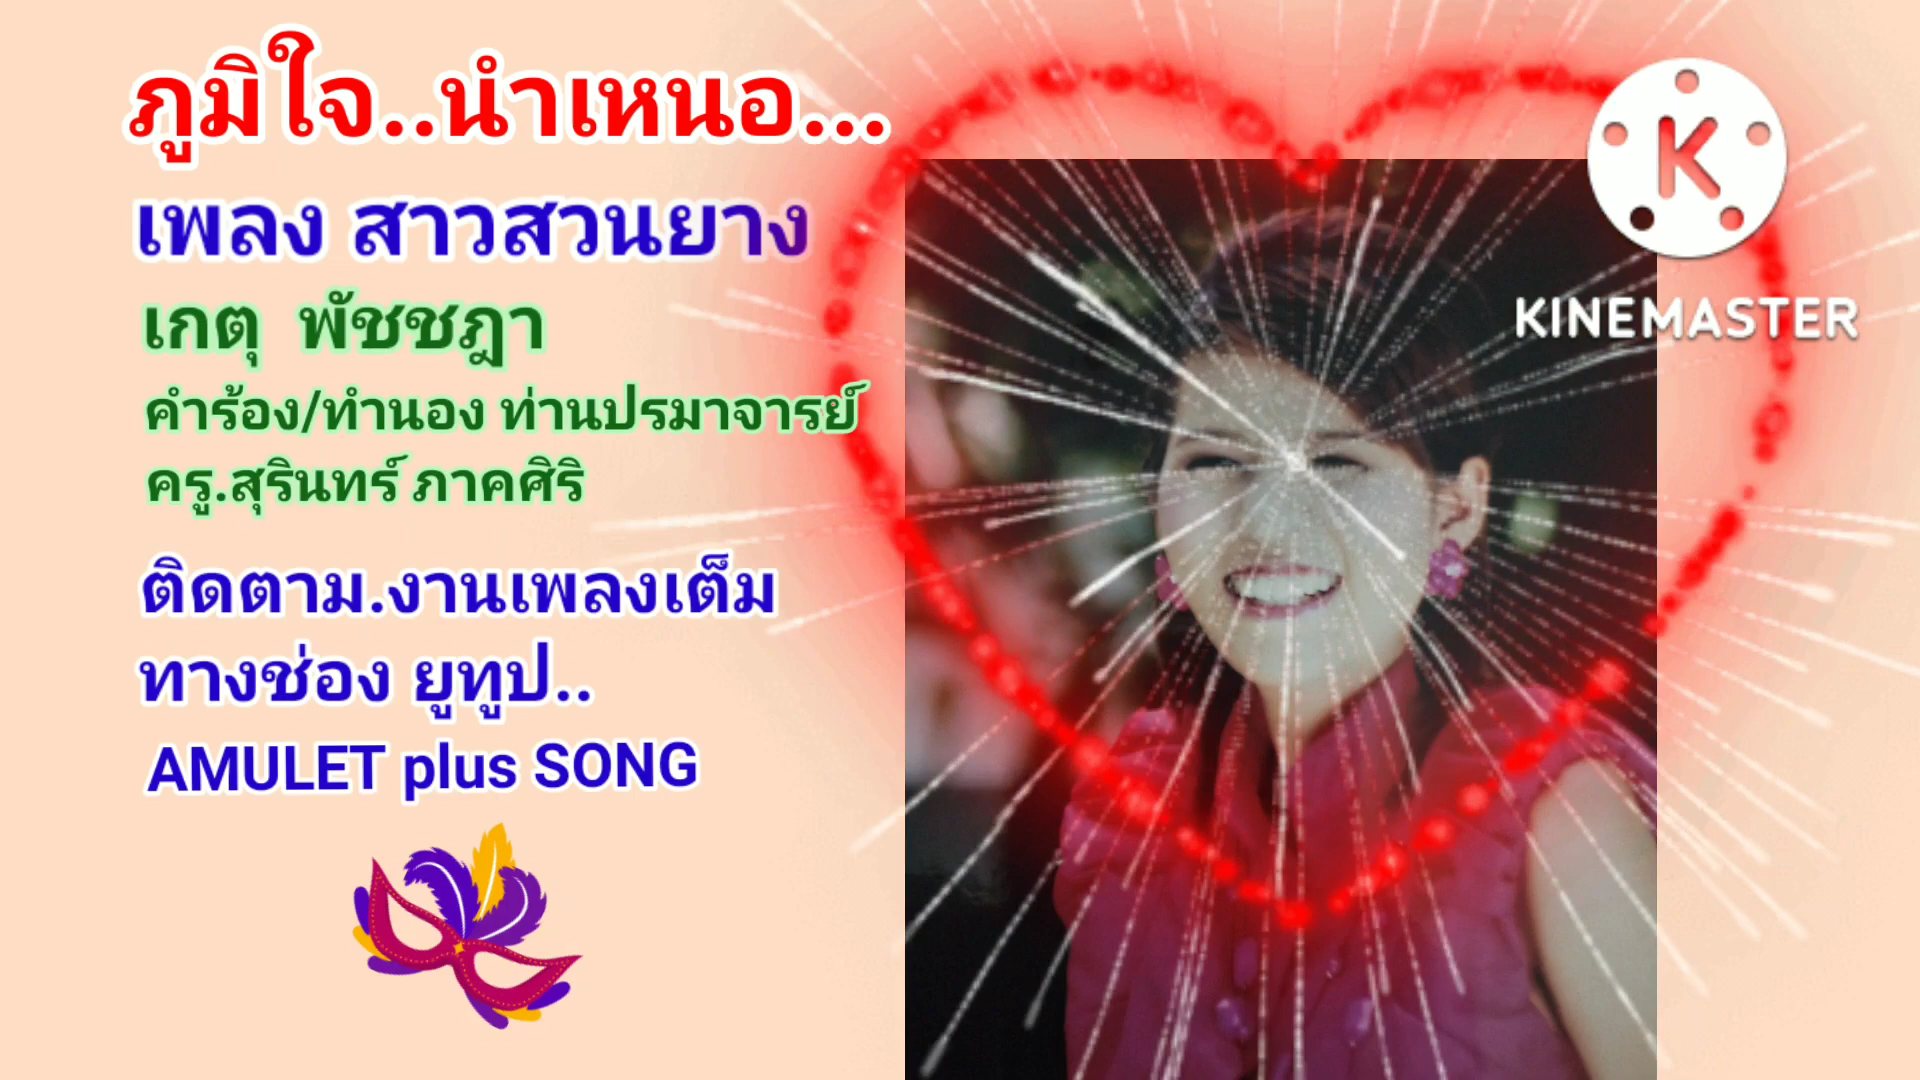 ภูมิใจ..นำเหนอ...
เพลง สาวสวนยาง
เกตุ พัชชฎา
คำร้อง/ทำนอง ท่านปรมาจารย์
ครู.สุรินทร์ ภาคศิริ
ติดตาม.งานเพลงเต็ม
ทางช่อง ยูทูป..
AMULET plus SONG
K
KINEMASTER